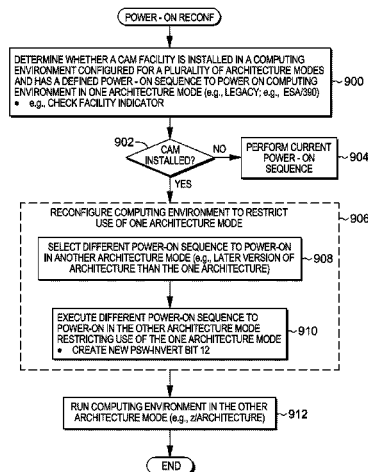 POWER - ON RECONF
DETERMINE WHETHER A CAM FACILITY IS INSTALLED IN A COMPUTING
ENVIRONMENT CONFIGURED FOR A PLURALITY OF ARCHITECTURE MODES
AND HAS A DEFINED POWER - ON SEQUENCE TO POWER ON COMPUTING
ENVIRONMENT IN ONE ARCHITECTURE MODE (e.g., LEGACY; e.g., ESA/390)
• e.g., CHECK FACILITY INDICATOR
900
902
CAM
INSTALLED?
NO
PERFORM CURRENT
POWER - ON
SEQUENCE
904
YES
RECONFIGURE COMPUTING ENVIRONMENT TO RESTRICT
USE OF ONE ARCHITECTURE MODE
906
SELECT DIFFERENT POWER-ON SEQUENCE TO POWER-ON
IN ANOTHER ARCHITECTURE MODE (e.g., LATER VERSION OF
ARCHITECTURE THAN THE ONE ARCHITECTURE)
908
EXECUTE DIFFERENT POWER-ON SEQUENCE TO
POWER-ON IN THE OTHER ARCHITECTURE MODE
RESTRICTING USE OF THE ONE ARCHITECTURE MODE
• CREATE NEW PSW-INVERT BIT 12
910
RUN COMPUTING ENVIRONMENT IN THE OTHER
ARCHITECTURE MODE (e.g., z/ARCHITECTURE)
912
END